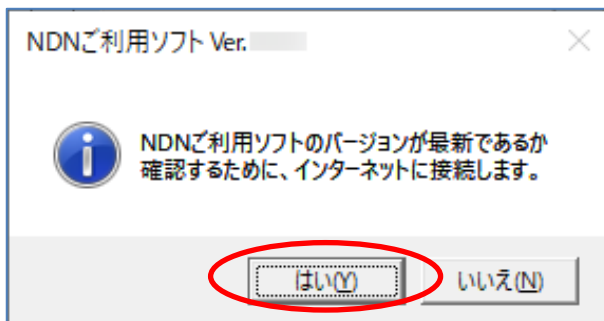 NDNご利用ソフト Ver.
NDNご利用ソフトのバージョンが最新であるか
確認するために、インターネットに接続します。
はい(Y)
いいえ(N)